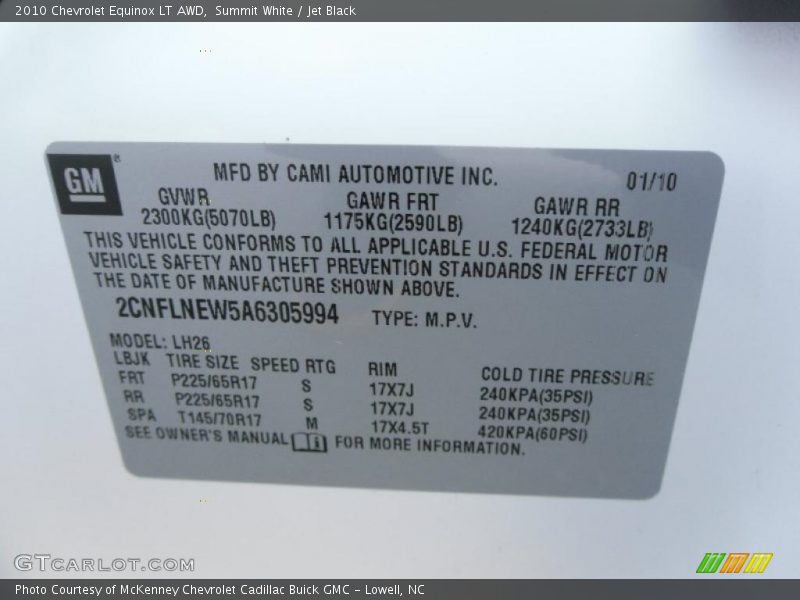 2010 Chevrolet Equinox LT AWD, Summit White / Jet Black
GM
MFD BY CAMI AUTOMOTIVE INC. 01/10
GVWR GAWR FRT GAWR RR
2300KG(5070LB) 1175KG(2590LB) 1240KG(2733LB)
THIS VEHICLE CONFORMS TO ALL APPLICABLE U.S. FEDERAL MOTOR
VEHICLE SAFETY AND THEFT PREVENTION STANDARDS IN EFFECT ON
THE DATE OF MANUFACTURE SHOWN ABOVE.
2CNFLNEW5A6305994 TYPE: M.P.V.
MODEL: LH26
LBJK TIRE SIZE SPEED RTG RIM COLD TIRE PRESSURE
FRT P225/65R17 S 17X7J 240KPA(35PSI)
RR P225/65R17 S 17X7J 240KPA(35PSI)
SPA T145/70R17 M 17X4.5T 420KPA(60PSI)
SEE OWNER'S MANUAL FOR MORE INFORMATION.
GTCARLOT.COM
Photo Courtesy of McKenney Chevrolet Cadillac Buick GMC - Lowell, NC